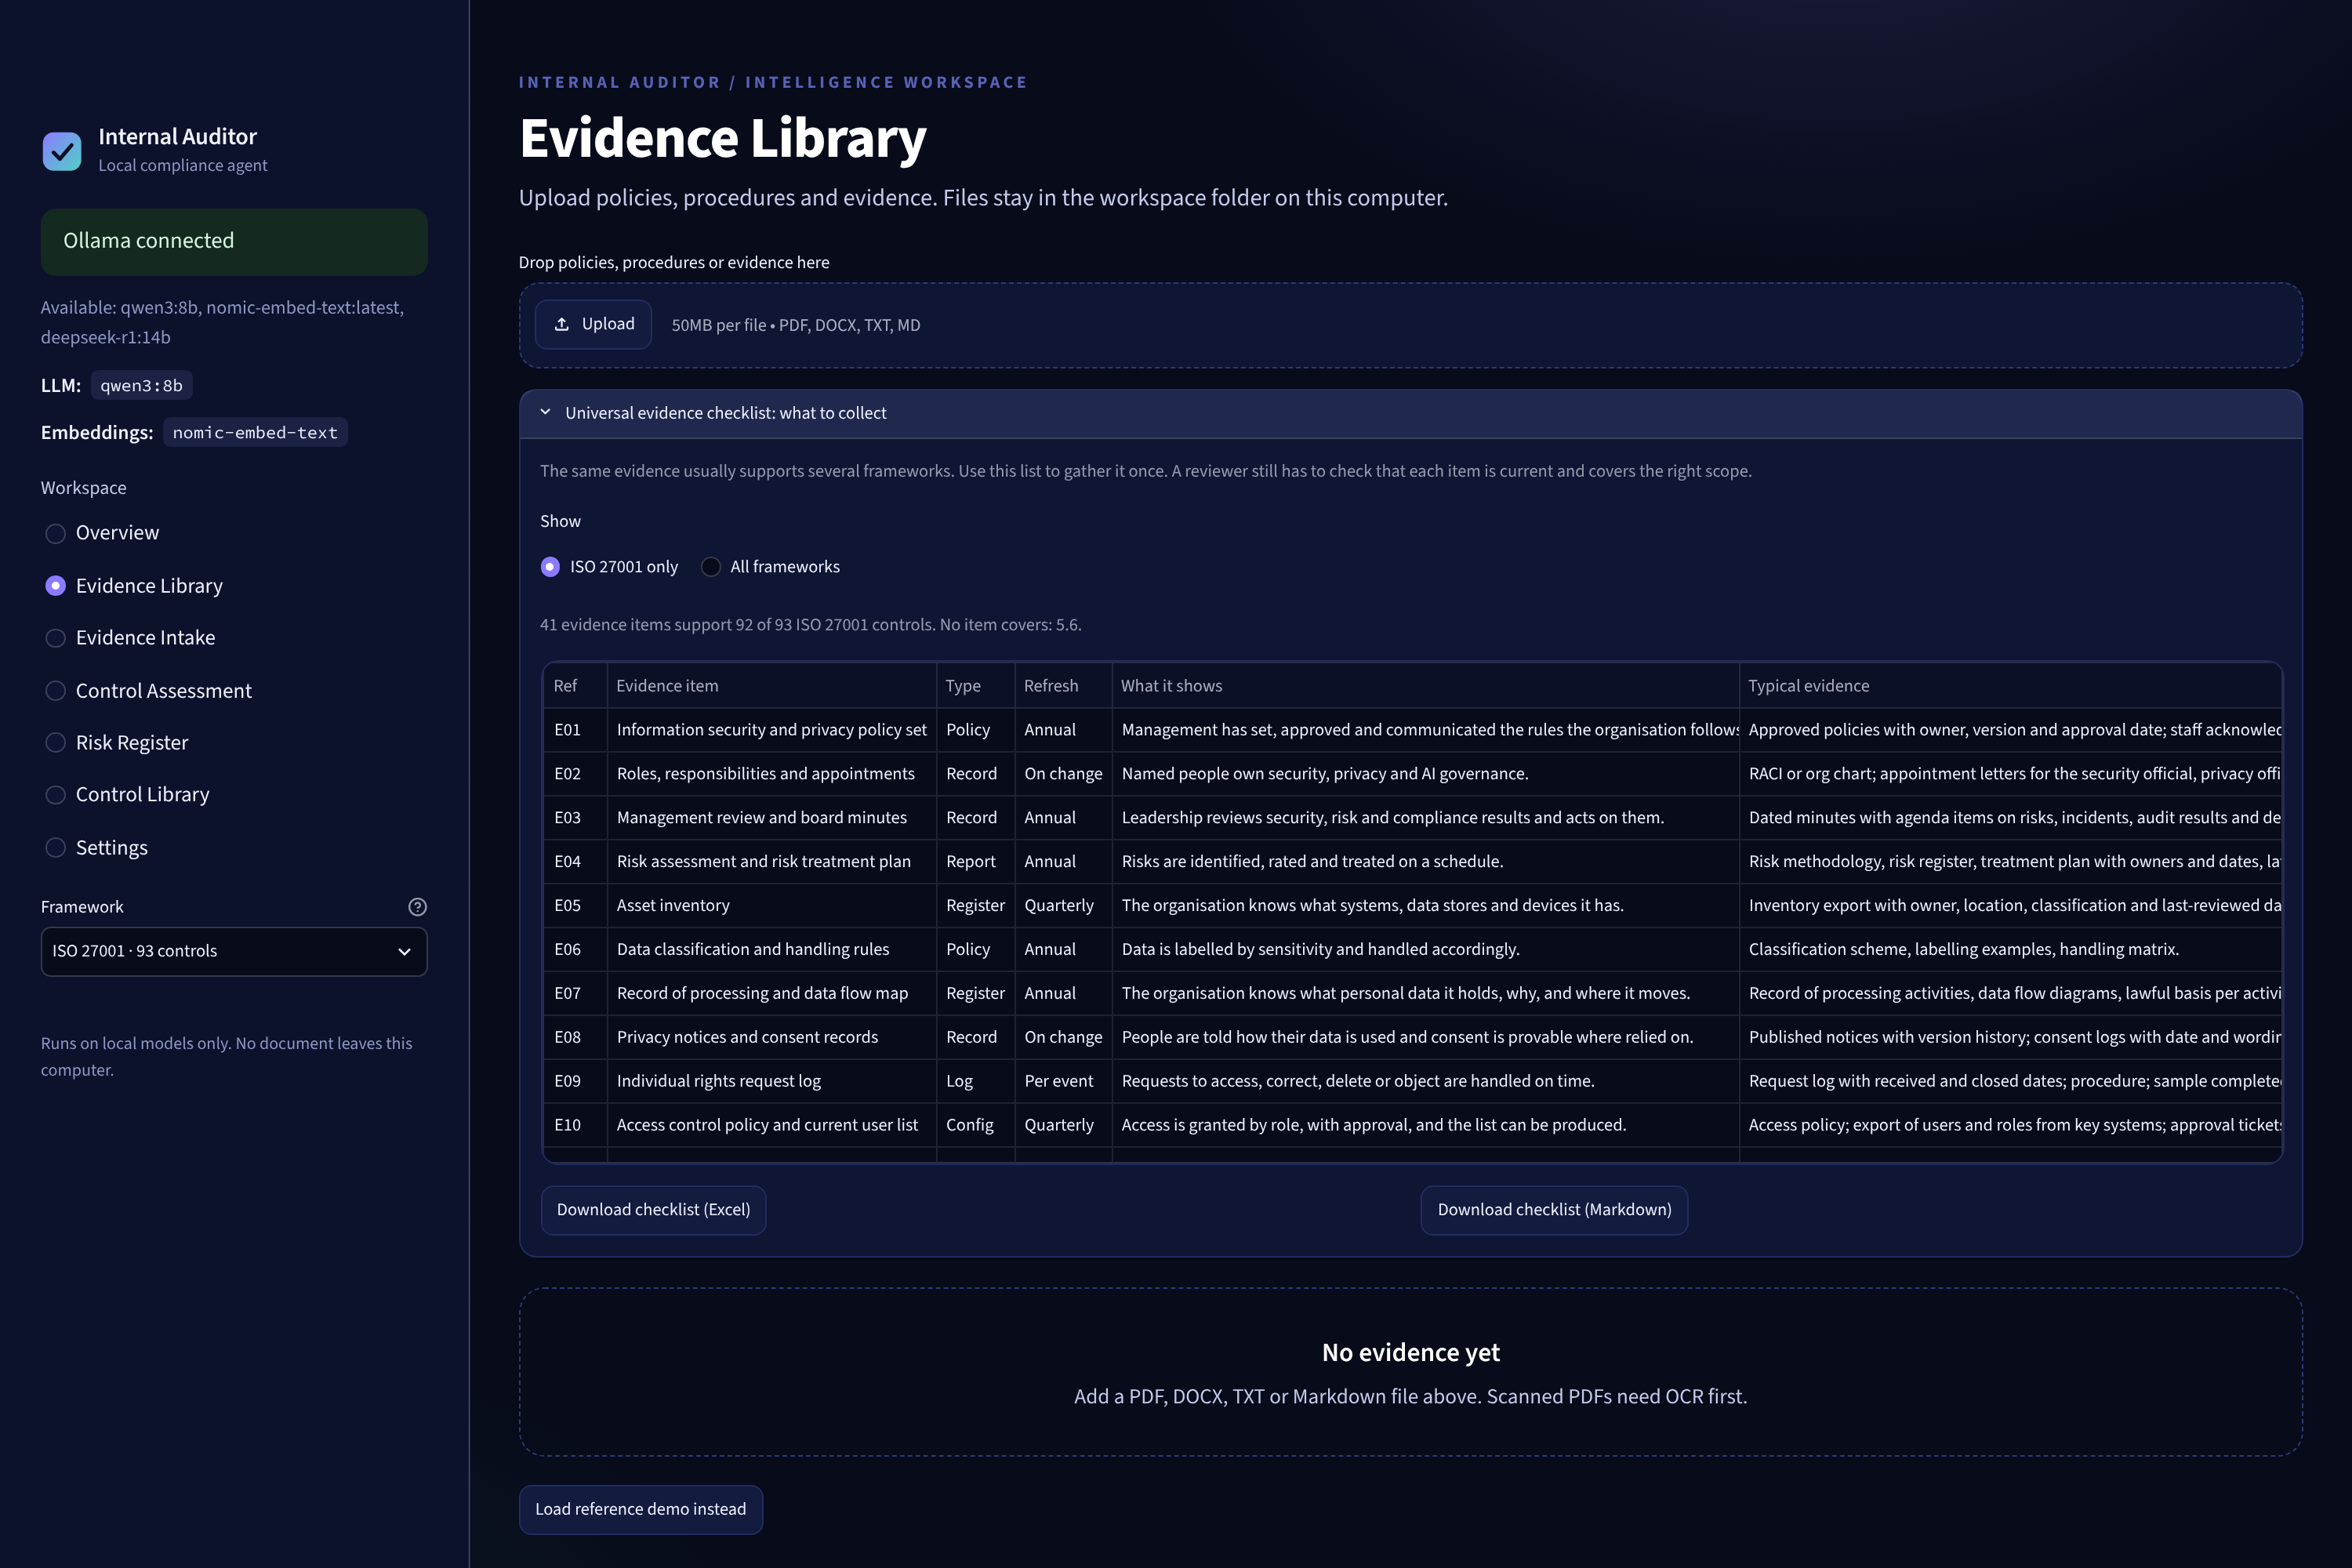 Internal Auditor
Local compliance agent
Ollama connected
Available: qwen3:8b, nomic-embed-text:latest,
deepseek-r1:14b
LLM: qwen3:8b
Embeddings: nomic-embed-text
Workspace
Overview
Evidence Library
Evidence Intake
Control Assessment
Risk Register
Control Library
Settings
Framework
ISO 27001 · 93 controls
Runs on local models only. No document leaves this
computer.
INTERNAL AUDITOR / INTELLIGENCE WORKSPACE
Evidence Library
Upload policies, procedures and evidence. Files stay in the workspace folder on this computer.
Drop policies, procedures or evidence here
Upload 50MB per file • PDF, DOCX, TXT, MD
Universal evidence checklist: what to collect
The same evidence usually supports several frameworks. Use this list to gather it once. A reviewer still has to check that each item is current and covers the right scope.
Show
ISO 27001 only All frameworks
41 evidence items support 92 of 93 ISO 27001 controls. No item covers: 5.6.
Ref Evidence item Type Refresh What it shows Typical evidence
E01 Information security and privacy policy set Policy Annual Management has set, approved and communicated the rules the organisation follows Approved policies with owner, version and approval date; staff
E02 Roles, responsibilities and appointments Record On change Named people own security, privacy and AI governance. RACI or org chart; appointment letters for the security official, privacy
E03 Management review and board minutes Record Annual Leadership reviews security, risk and compliance results and acts on them. Dated minutes with agenda items on risks, incidents, audit results and
E04 Risk assessment and risk treatment plan Report Annual Risks are identified, rated and treated on a schedule. Risk methodology, risk register, treatment plan with owners and dates,
E05 Asset inventory Register Quarterly The organisation knows what systems, data stores and devices it has. Inventory export with owner, location, classification and last-reviewed
E06 Data classification and handling rules Policy Annual Data is labelled by sensitivity and handled accordingly. Classification scheme, labelling examples, handling matrix.
E07 Record of processing and data flow map Register Annual The organisation knows what personal data it holds, why, and where it moves. Record of processing activities, data flow diagrams, lawful basis per
E08 Privacy notices and consent records Record On change People are told how their data is used and consent is provable where relied on. Published notices with version history; consent logs with date and
E09 Individual rights request log Log Per event Requests to access, correct, delete or object are handled on time. Request log with received and closed dates; procedure; sample
E10 Access control policy and current user list Config Quarterly Access is granted by role, with approval, and the list can be produced. Access policy; export of users and roles from key systems; approval
Download checklist (Excel) Download checklist (Markdown)
No evidence yet
Add a PDF, DOCX, TXT or Markdown file above. Scanned PDFs need OCR first.
Load reference demo instead